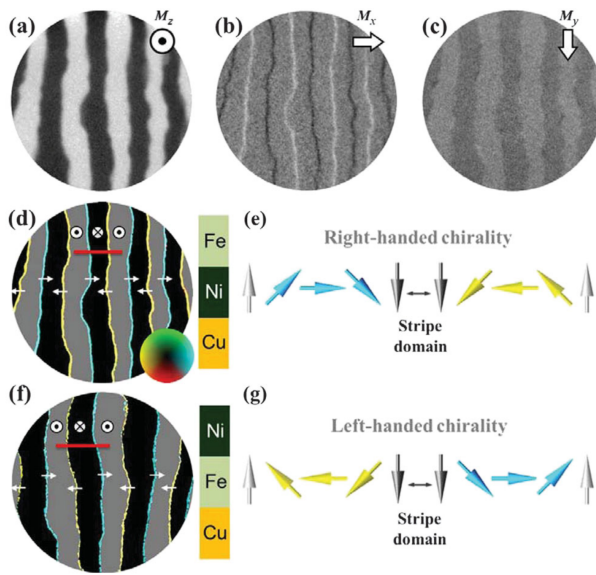 (a)
M_z
(b)
M_x
(c)
M_y
(d)
Fe
Ni
Cu
(e)
Right-handed chirality
Stripe
domain
(f)
Ni
Fe
Cu
(g)
Left-handed chirality
Stripe
domain